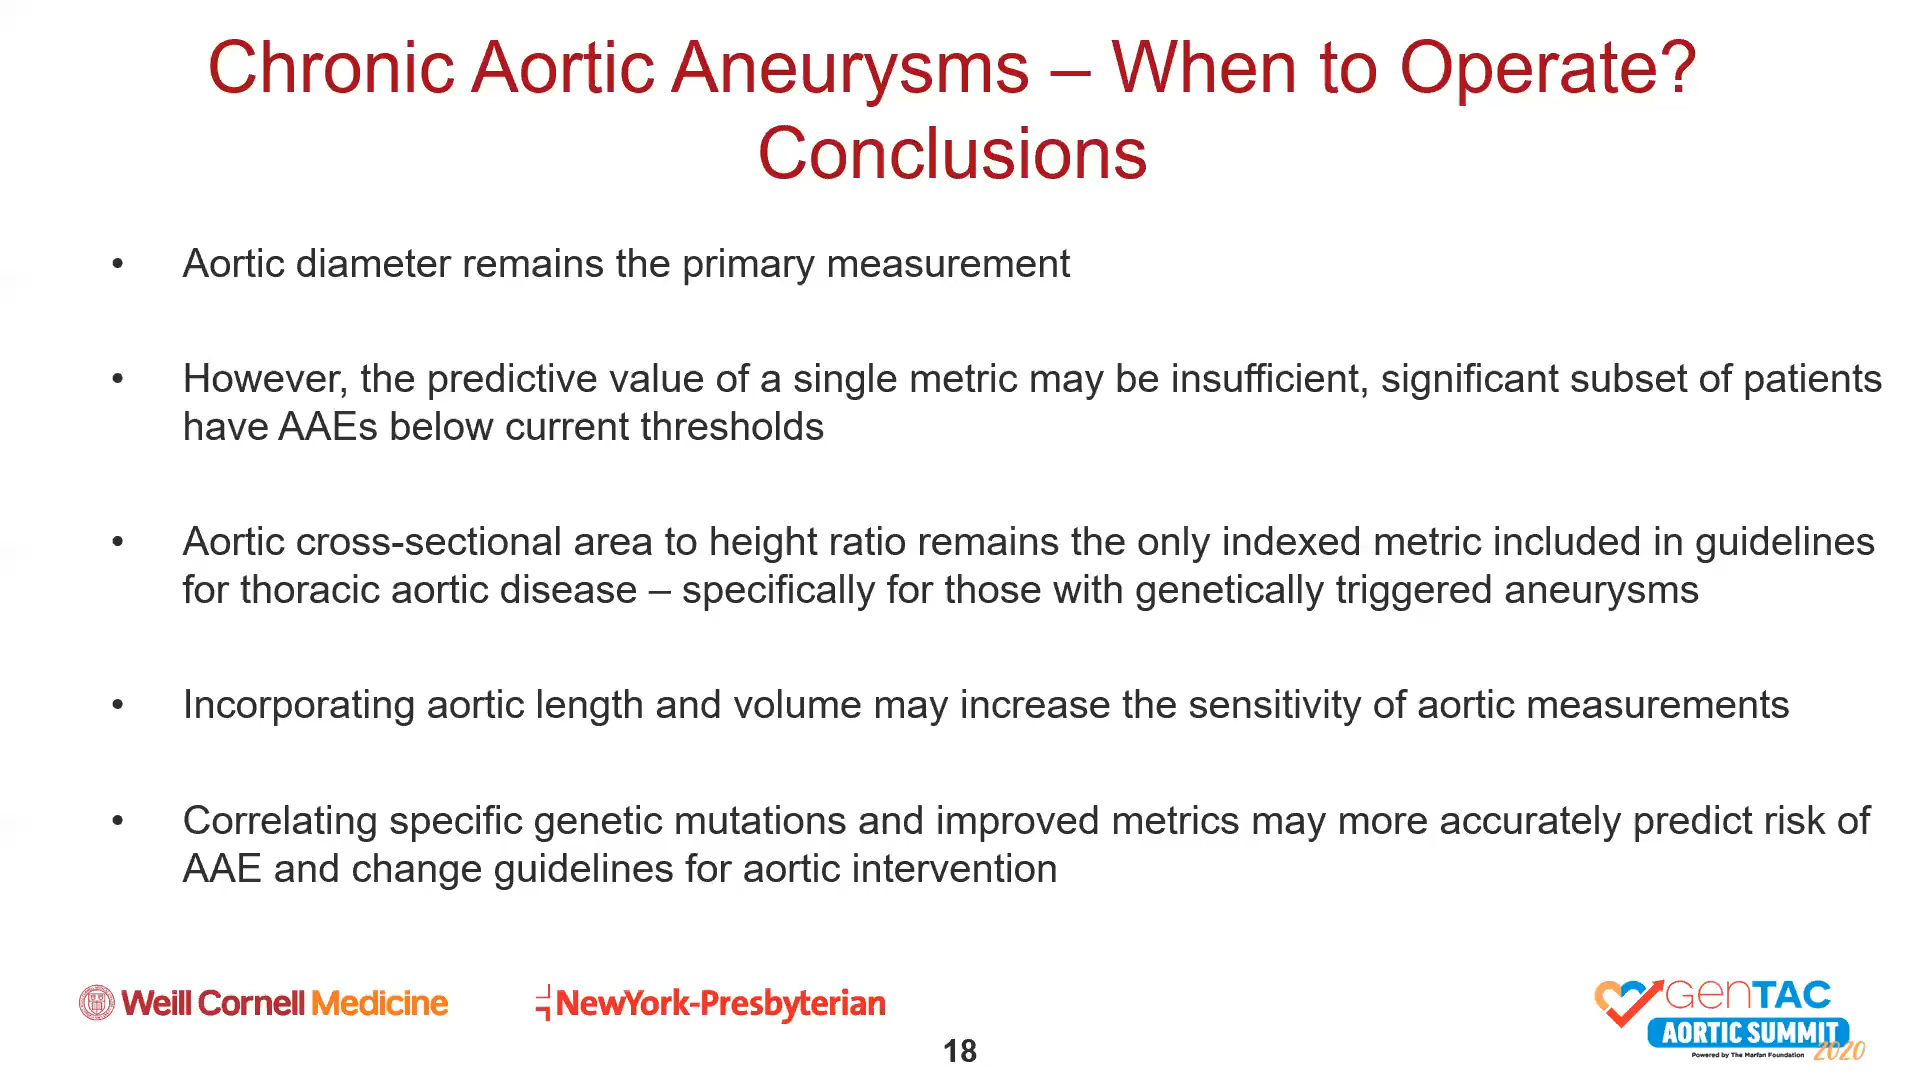 Chronic Aortic Aneurysms – When to Operate?
Conclusions
• Aortic diameter remains the primary measurement
• However, the predictive value of a single metric may be insufficient, significant subset of patients
have AAEs below current thresholds
• Aortic cross-sectional area to height ratio remains the only indexed metric included in guidelines
for thoracic aortic disease – specifically for those with genetically triggered aneurysms
• Incorporating aortic length and volume may increase the sensitivity of aortic measurements
• Correlating specific genetic mutations and improved metrics may more accurately predict risk of
AAE and change guidelines for aortic intervention
Weill Cornell Medicine
NewYork-Presbyterian
GenTAC
AORTIC SUMMIT
Powered by The Marfan Foundation
2020
18